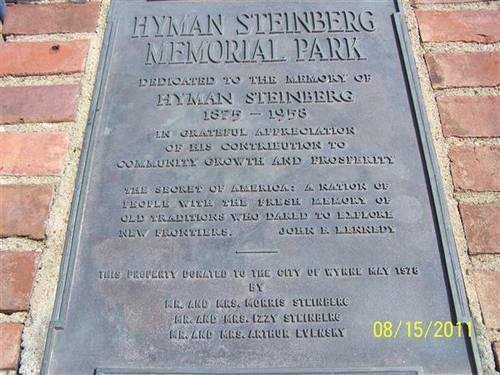 HYMAN STEINBERG
MEMORIAL PARK
DEDICATED TO THE MEMORY OF
HYMAN STEINBERG
1875 - 1958
IN GRATEFUL APPRECIATION
OF HIS CONTRIBUTION TO
COMMUNITY GROWTH AND PROSPERITY
THE SECRET OF AMERICA: A NATION OF
PEOPLE WITH THE FRESH MEMORY OF
OLD TRADITIONS WHO DARED TO EXPLORE
NEW FRONTIERS. JOHN F. KENNEDY
THIS PROPERTY DONATED TO THE CITY OF WYNNE MAY 1976
BY
MR. AND MRS. MORRIS STEINBERG
MR. AND MRS. IZZY STEINBERG
MR. AND MRS. ARTHUR EVENSKY
08/15/2011